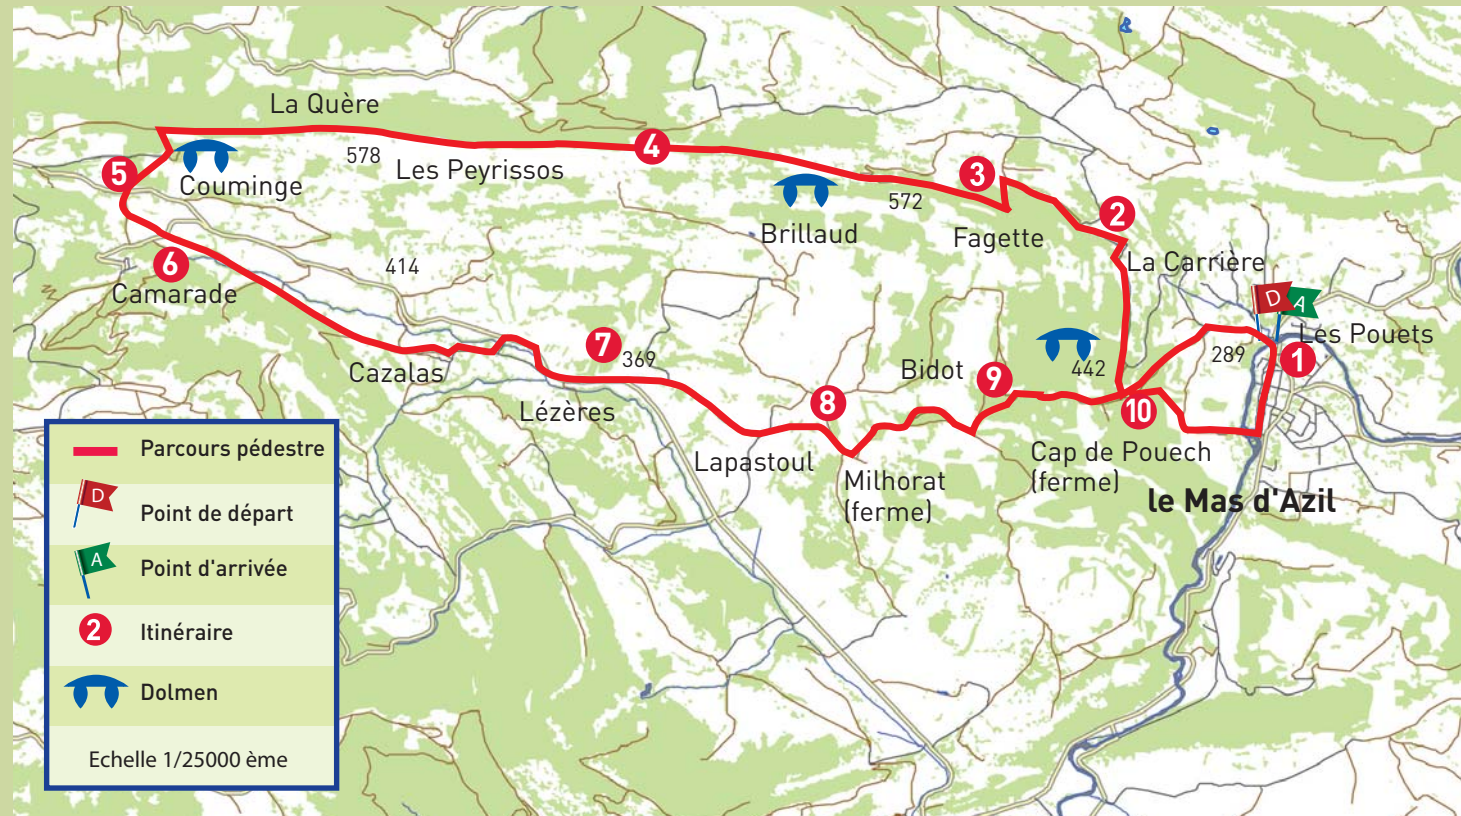 La Quère
578
Les Peyrissos
4
5
Couminge
3
572
Brillaud
Fagette
2
La Carrière
6
414
Camarade
D
A
Les Pouets
289
1
7
369
Cazalas
Lézères
Bidot
9
442
8
10
Lapastoul
Milhorat
(ferme)
Cap de Pouech
(ferme)
le Mas d'Azil
Parcours pédestre
D
Point de départ
A
Point d'arrivée
2
Itinéraire
Dolmen
Echelle 1/25000 ème